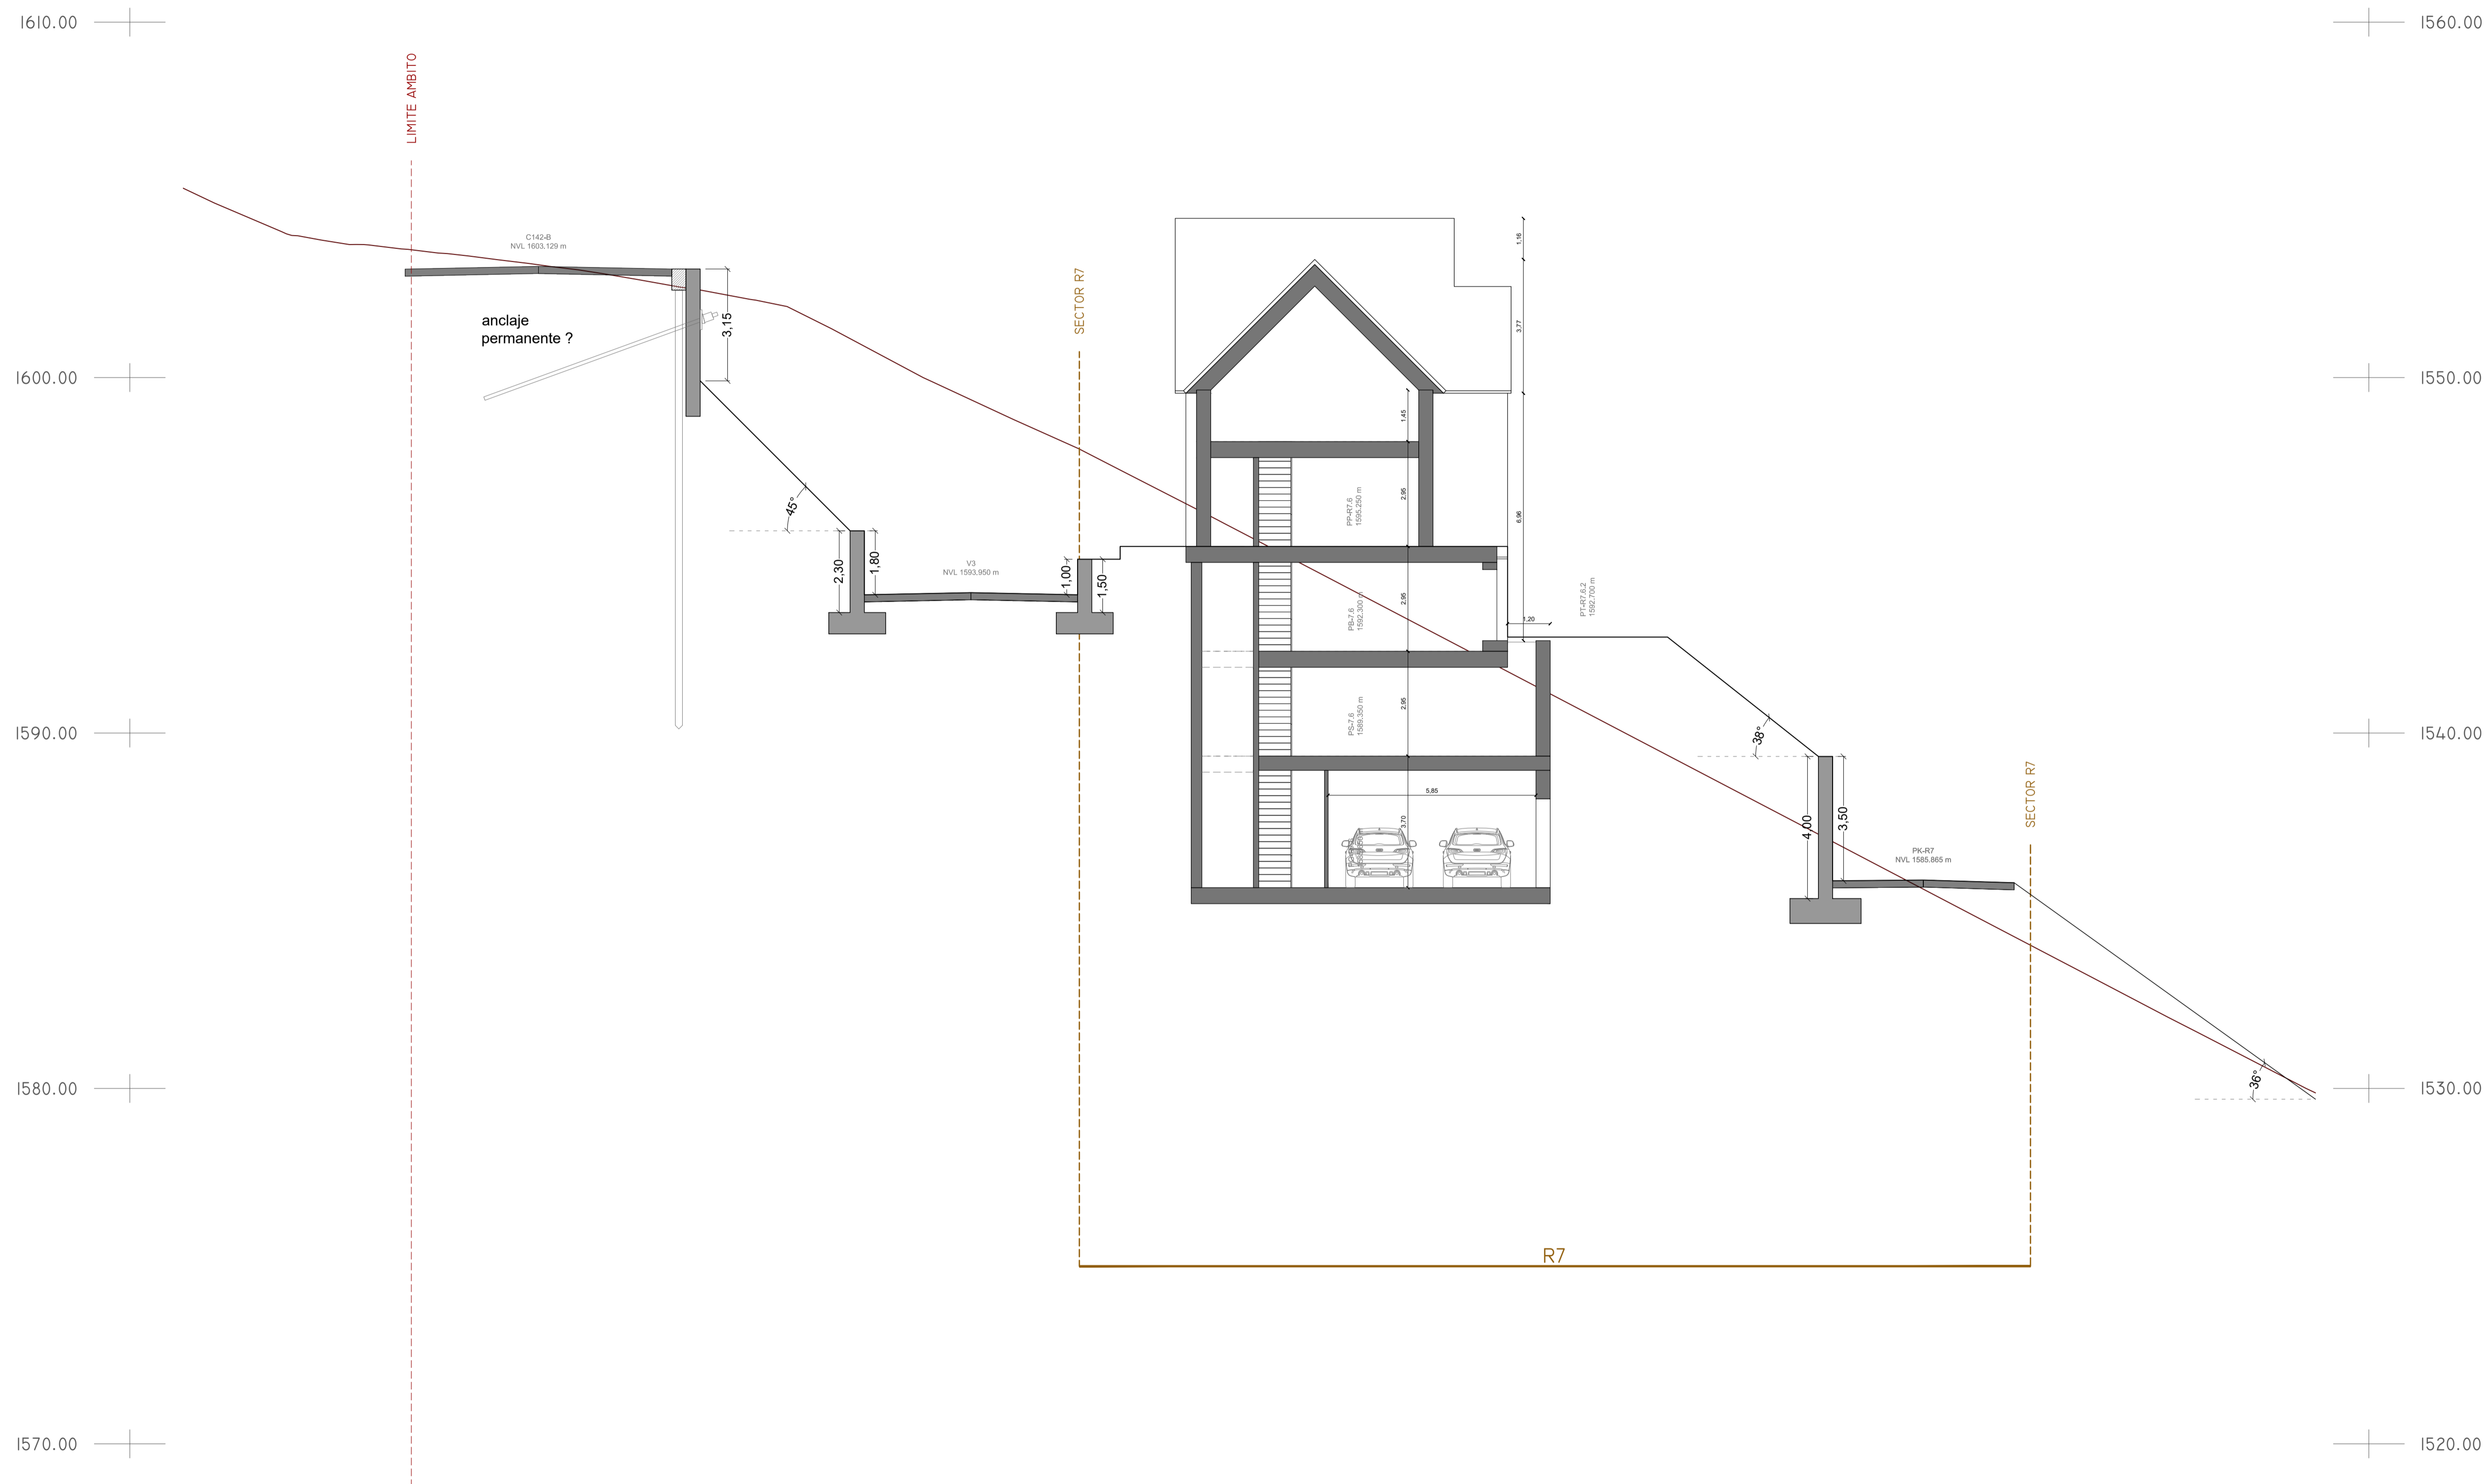 1610.00
1560.00
LIMITE AMBITO
C142-B
NVL 1603,129 m
SECTOR R7
1,16
anclaje
permanente ?
3,15
3,77
1600.00
1550.00
1,45
45°
2,95
PP-R7.6
1595.250 m
6,96
2,30
1,80
V3
NVL 1593,950 m
1,00
1,50
2,95
PB-7.6
1592.300 m
PT-R7.6.2
1592.700 m
1,20
2,95
PS-7.6
1589.350 m
38°
1590.00
1540.00
SECTOR R7
5,85
3,70
4,00
3,50
PK-R7
NVL 1585,865 m
36°
1580.00
1530.00
R7
1570.00
1520.00